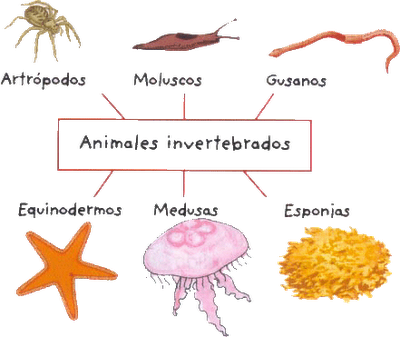 Artrópodos
Moluscos
Gusanos
Animales invertebrados
Equinodermos
Medusas
Esponjas